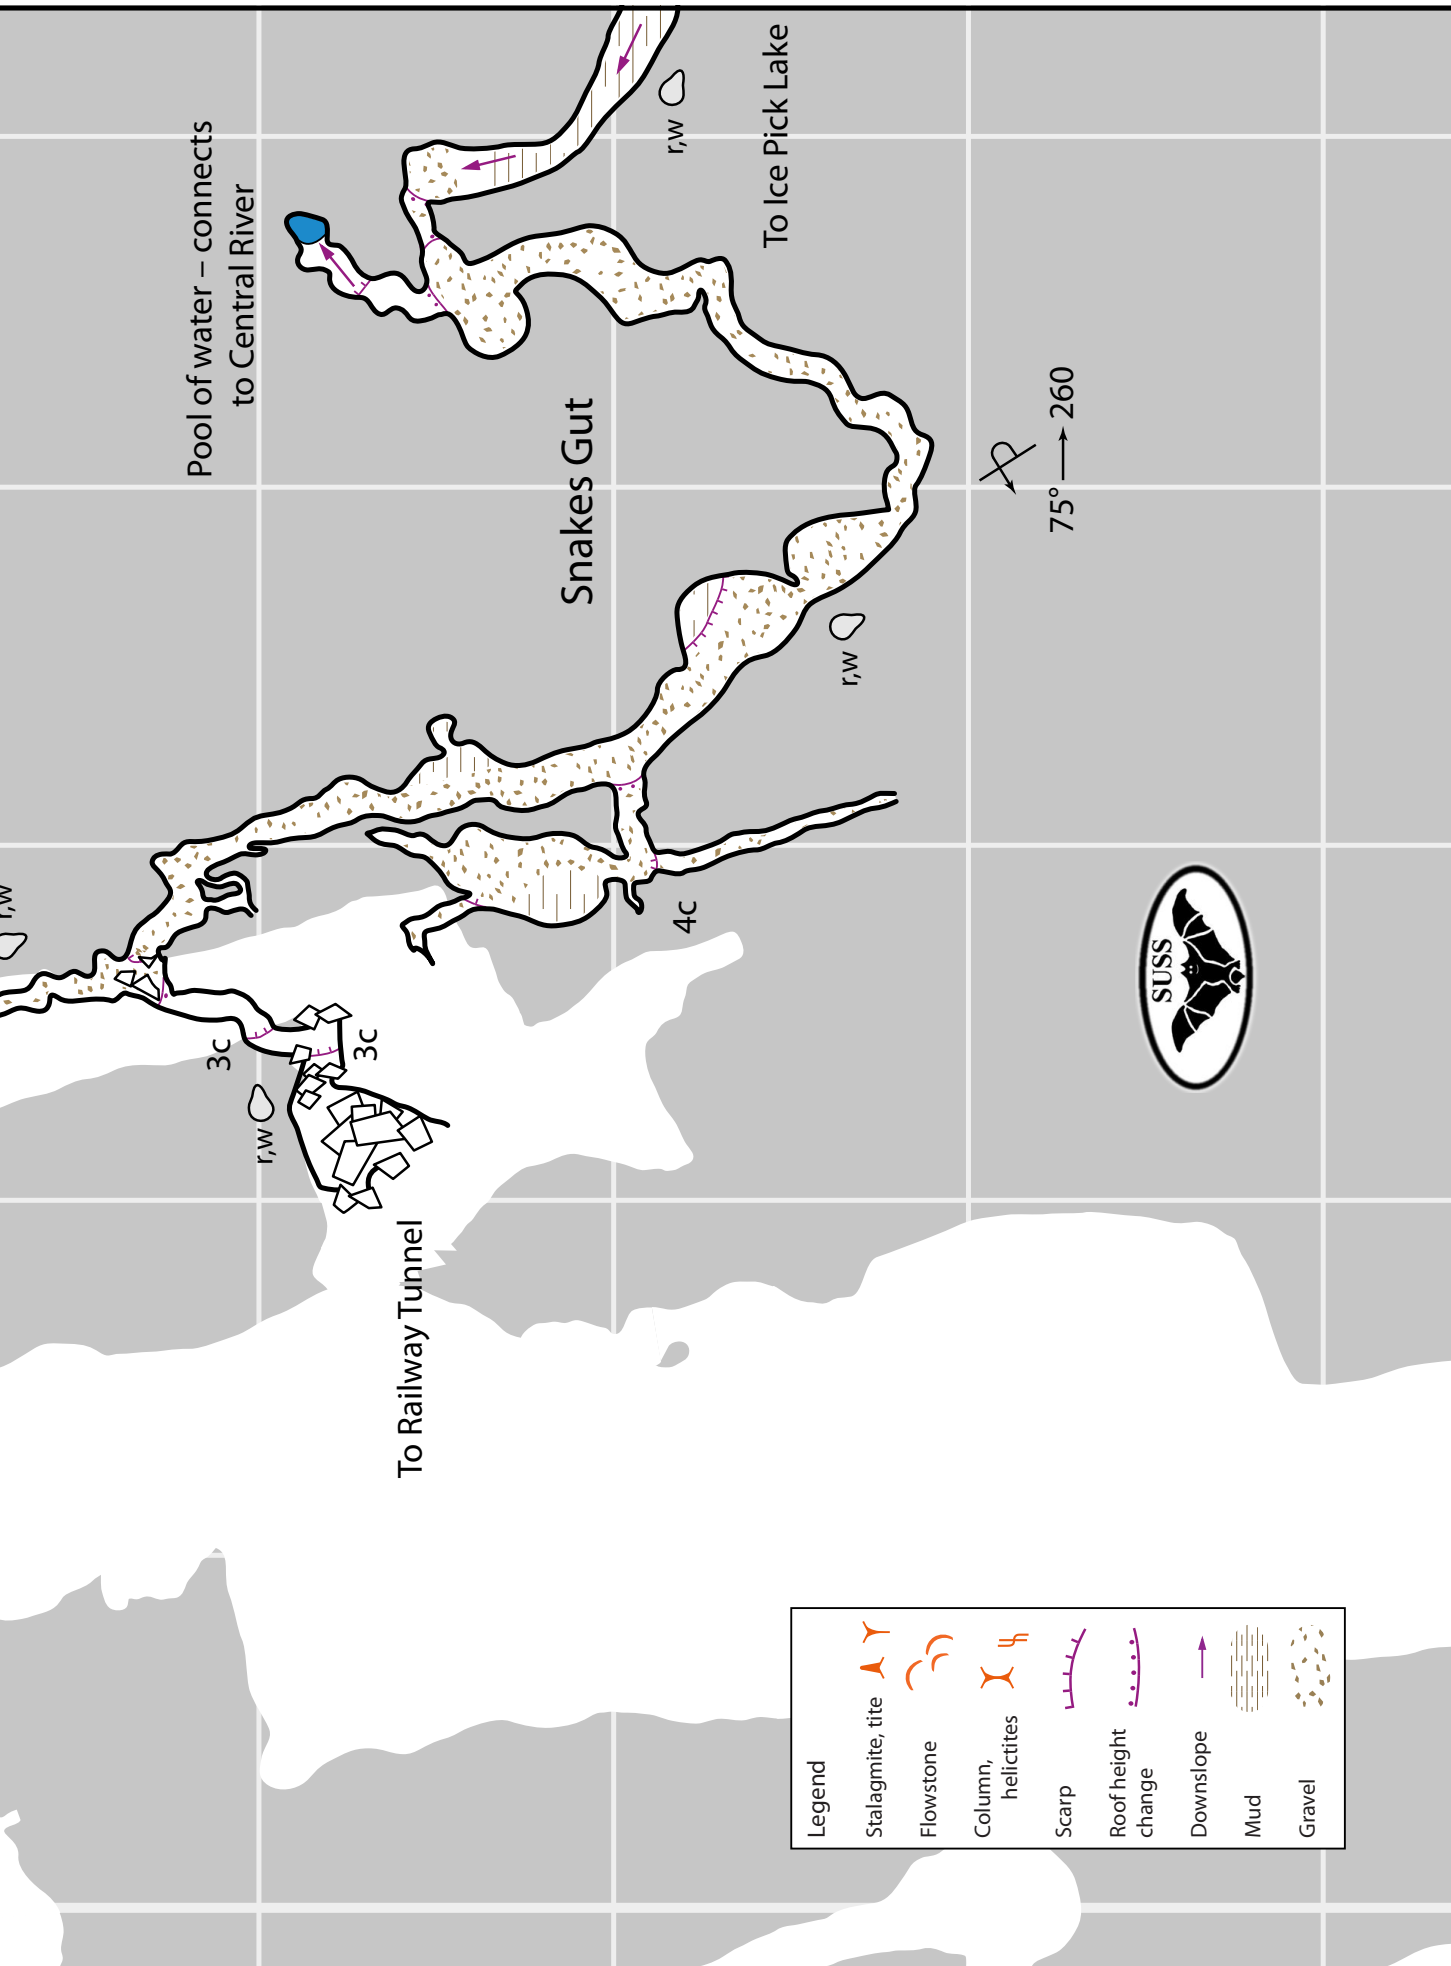 Pool of water – connects
to Central River
r,w
To Ice Pick Lake
Snakes Gut
75° 260
r,w
r,w
4c
3c
3c
r,w
To Railway Tunnel
SUSS
Legend
Stalagmite, tite
Flowstone
Column,
helictites
Scarp
Roof height
change
Downslope
Mud
Gravel